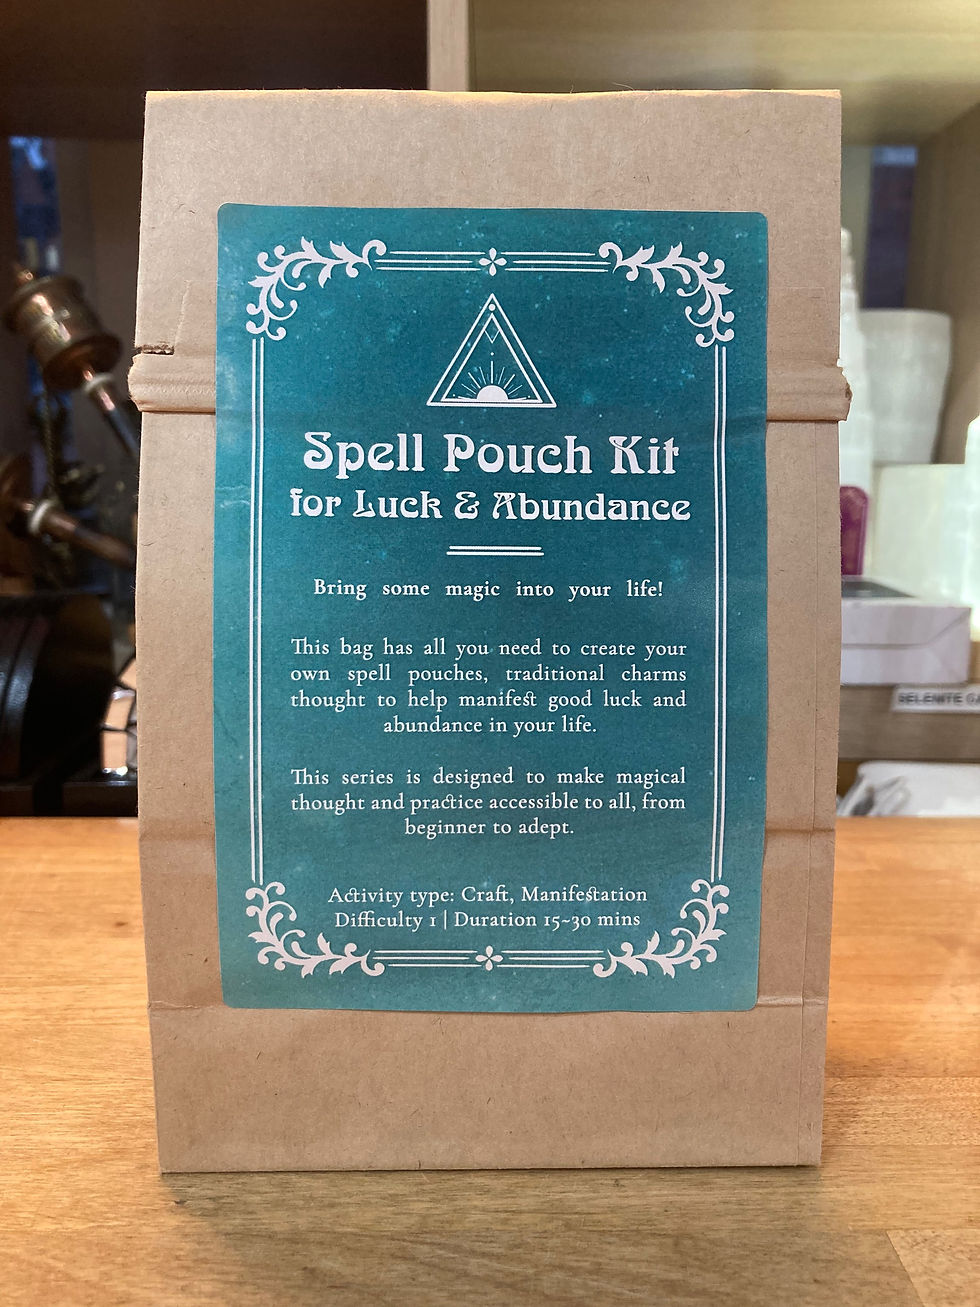 Spell Pouch Kit
for Luck & Abundance
Bring some magic into your life!
This bag has all you need to create your
own spell pouches, traditional charms
thought to help manifest good luck and
abundance in your life.
This series is designed to make magical
thought and practice accessible to all, from
beginner to adept.
Activity type: Craft, Manifestation
Difficulty 1 | Duration 15~30 mins
SELENITE